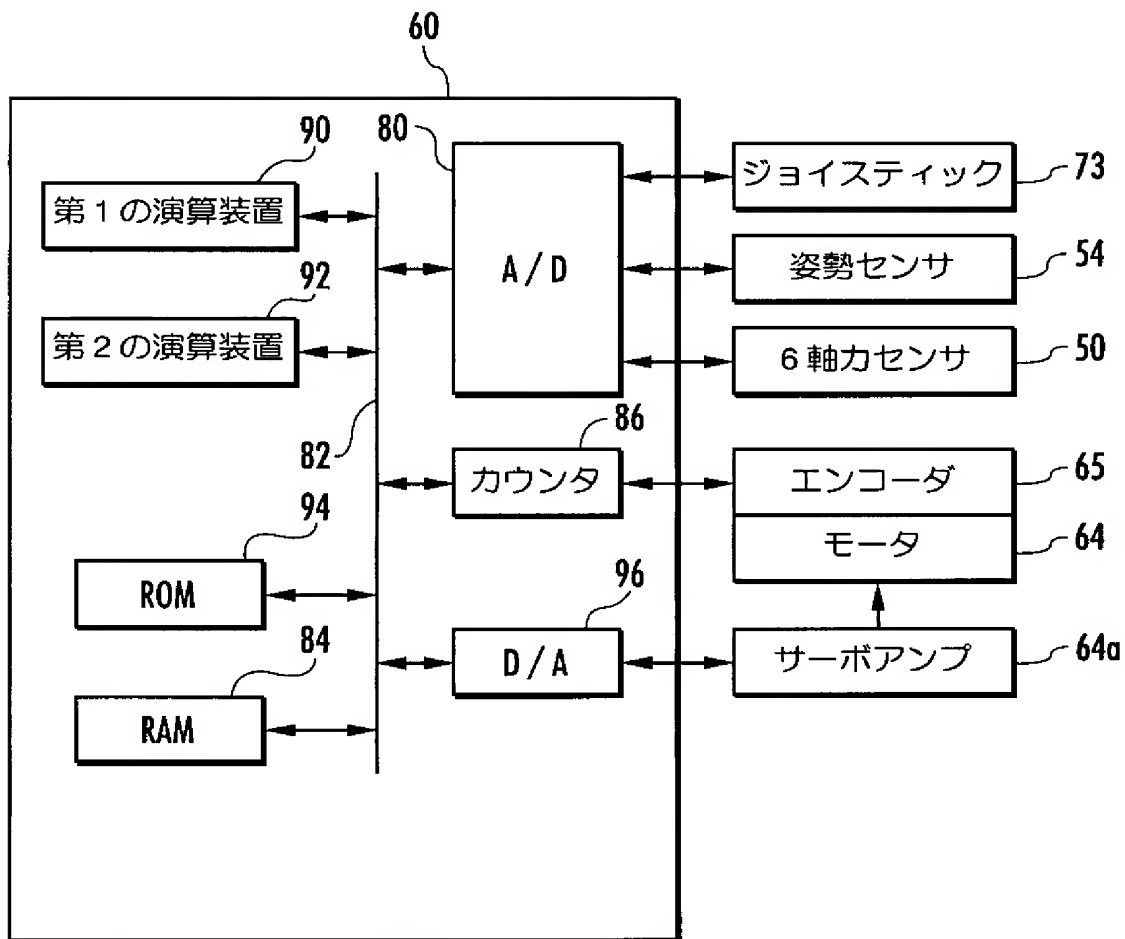 60
90
80
第1の演算装置
ジョイスティック
73
92
A/D
姿勢センサ
54
第2の演算装置
6軸力センサ
50
82
86
カウンタ
エンコーダ
65
94
モータ
64
ROM
96
84
D/A
サーボアンプ
64a
RAM